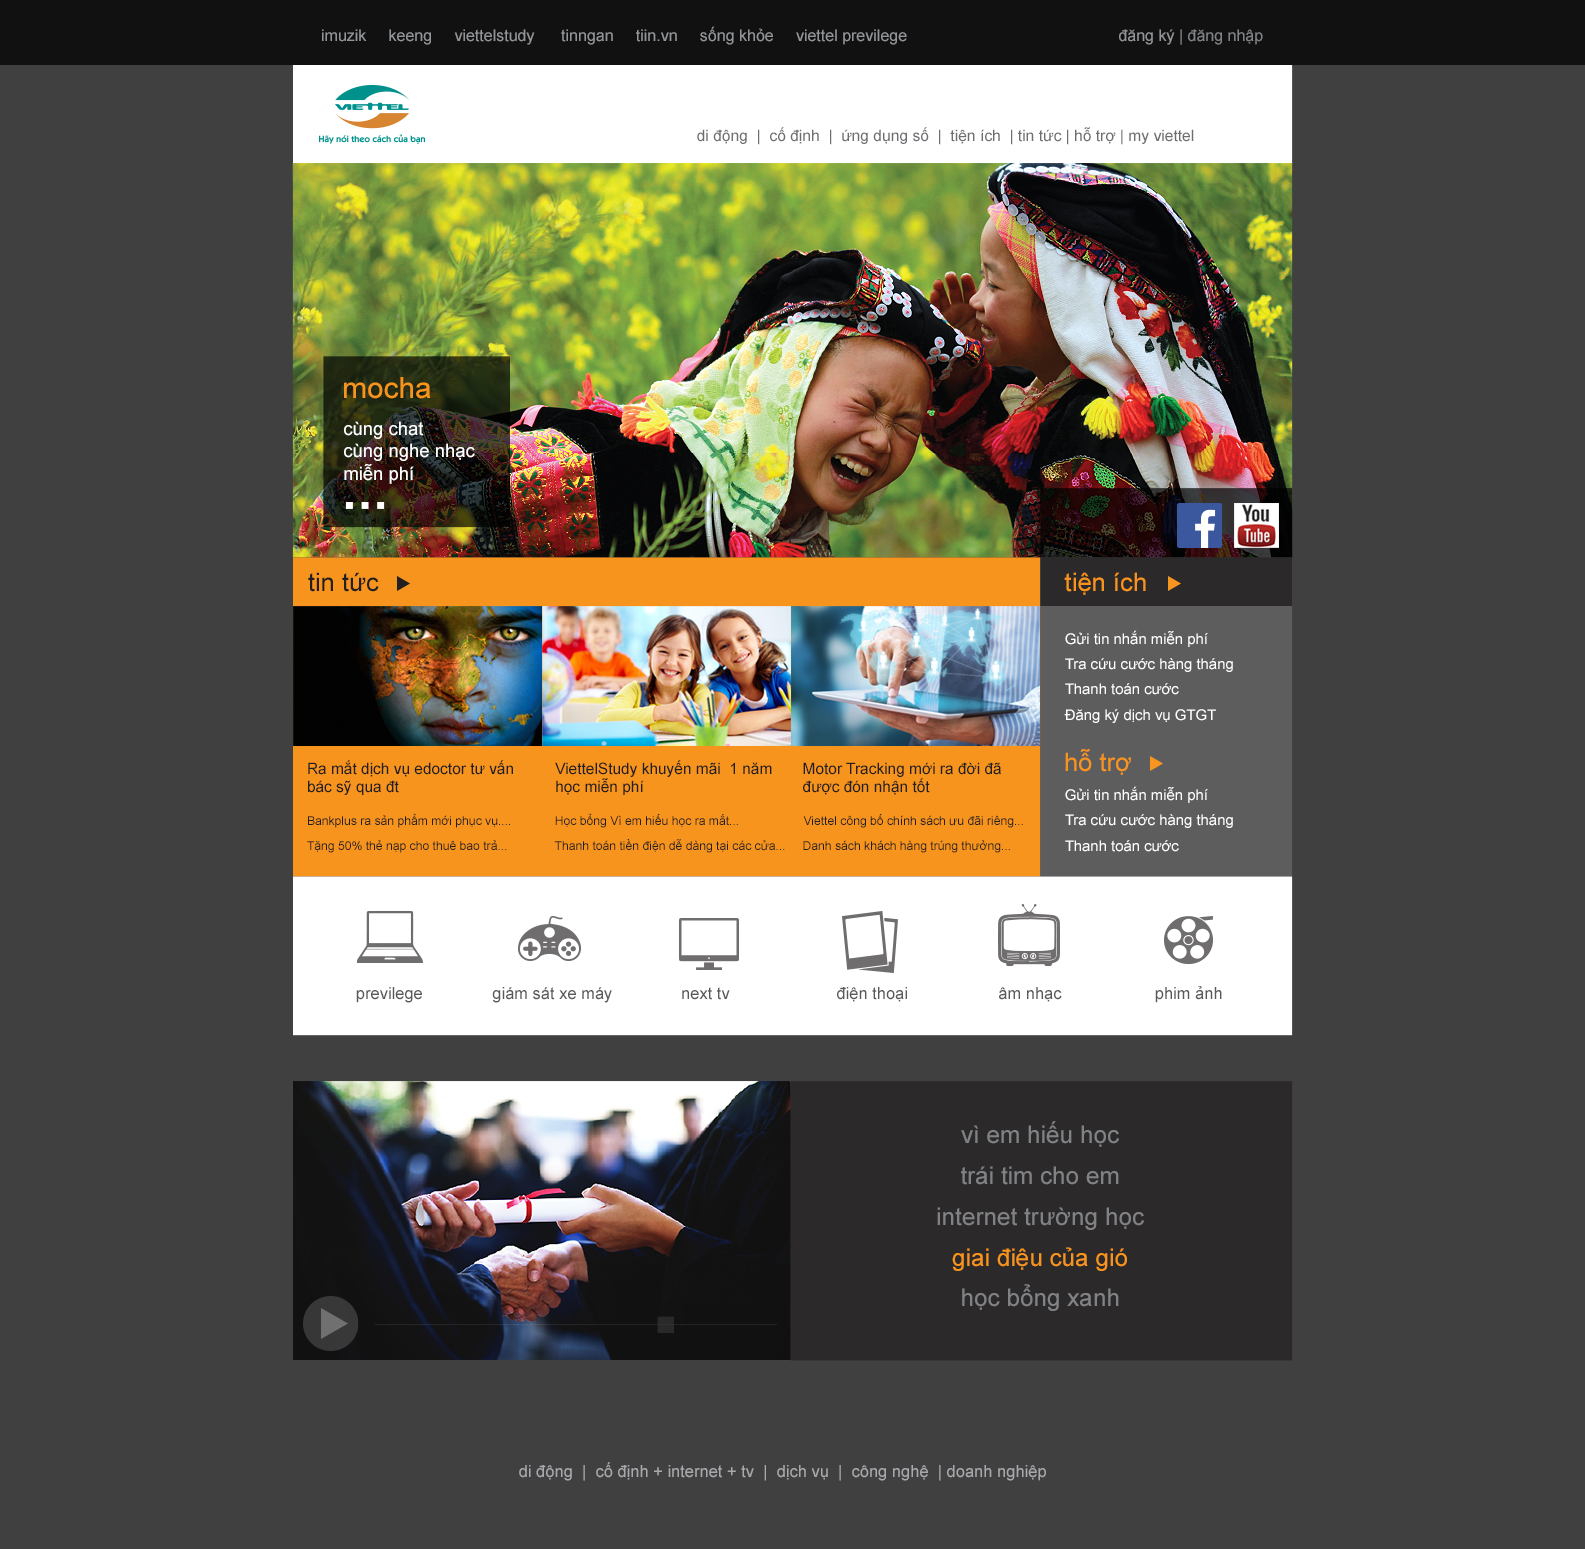 imuzik keeng viettelstudy tinngan tiin.vn sống khỏe viettel previlege đăng ký | đăng nhập
VIETTEL
Hãy nói theo cách của bạn
di động | cố định | ứng dụng số | tiện ích | tin tức | hỗ trợ | my viettel
mocha
cùng chat
cùng nghe nhạc
miễn phí
f
You
Tube
tin tức
tiện ích
Gửi tin nhắn miễn phí
Tra cứu cước hàng tháng
Thanh toán cước
Đăng ký dịch vụ GTGT
hỗ trợ
Gửi tin nhắn miễn phí
Tra cứu cước hàng tháng
Thanh toán cước
Ra mắt dịch vụ edoctor tư vấn
bác sỹ qua đt
Bankplus ra sản phẩm mới phục vụ....
Tặng 50% thẻ nạp cho thuê bao trả...
ViettelStudy khuyến mãi 1 năm
học miễn phí
Học bổng Vì em hiếu học ra mắt...
Thanh toán tiền điện dễ dàng tại các cửa...
Motor Tracking mới ra đời đã
được đón nhận tốt
Viettel công bố chính sách ưu đãi riêng...
Danh sách khách hàng trúng thưởng...
previlege
giám sát xe máy
next tv
điện thoại
âm nhạc
phim ảnh
vì em hiếu học
trái tim cho em
internet trường học
giai điệu của gió
học bổng xanh
di động | cố định + internet + tv | dịch vụ | công nghệ | doanh nghiệp